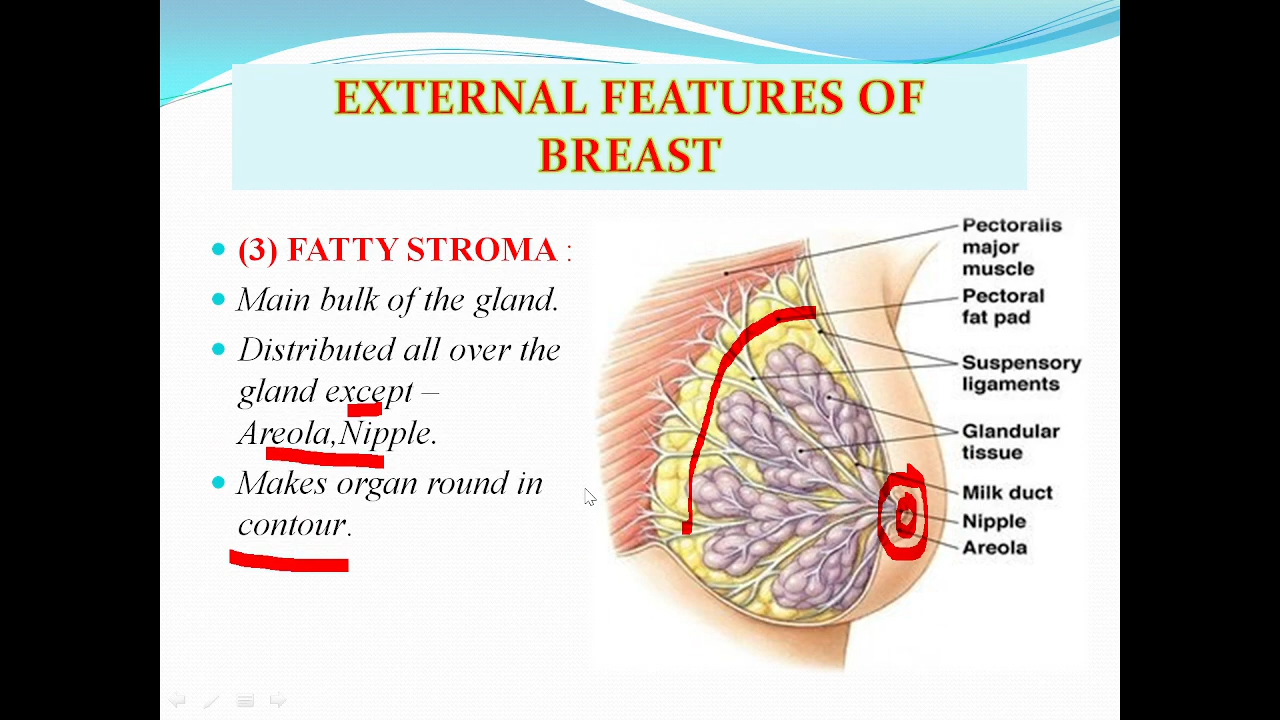 EXTERNAL FEATURES OF
BREAST
(3) FATTY STROMA :
Main bulk of the gland.
Distributed all over the
gland except –
Areola,Nipple.
Makes organ round in
contour.
Pectoralis
major
muscle
Pectoral
fat pad
Suspensory
ligaments
Glandular
tissue
Milk duct
Nipple
Areola